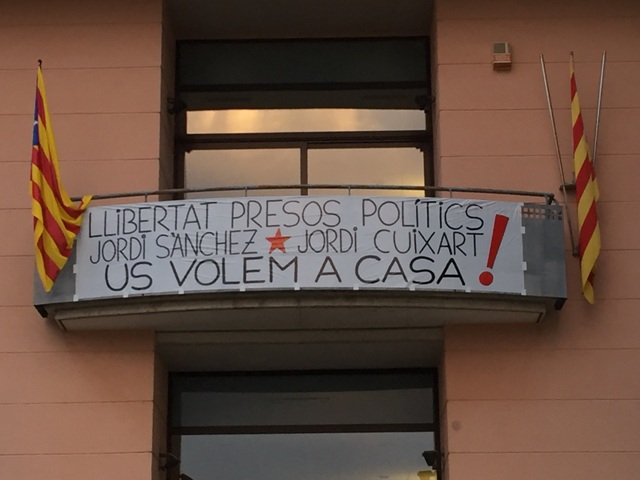 LLIBERTAT PRESOS POLÍTICS
JORDI SÀNCHEZ ★ JORDI CUIXART
US VOLEM A CASA !